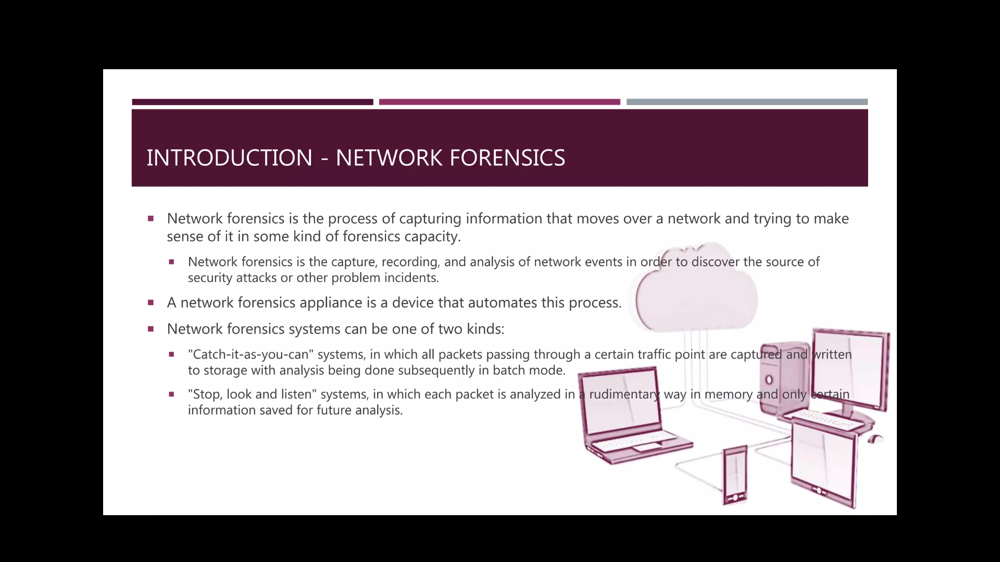 INTRODUCTION - NETWORK FORENSICS
Network forensics is the process of capturing information that moves over a network and trying to make
sense of it in some kind of forensics capacity.
Network forensics is the capture, recording, and analysis of network events in order to discover the source of
security attacks or other problem incidents.
A network forensics appliance is a device that automates this process.
Network forensics systems can be one of two kinds:
"Catch-it-as-you-can" systems, in which all packets passing through a certain traffic point are captured and written
to storage with analysis being done subsequently in batch mode.
"Stop, look and listen" systems, in which each packet is analyzed in a rudimentary way in memory and only certain
information saved for future analysis.